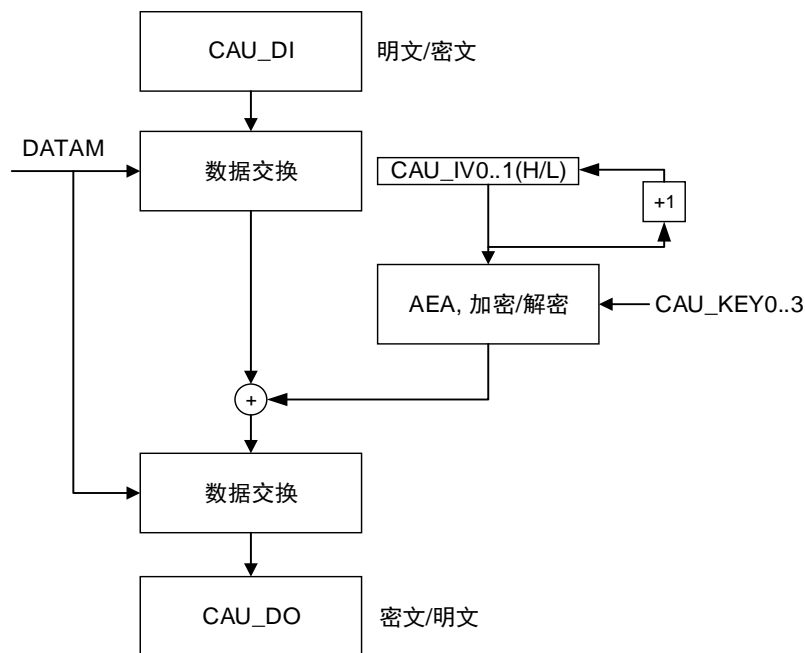 CAU_DI
明文/密文
DATAM
数据交换
CAU_IV0..1(H/L)
+1
AEA, 加密/解密
CAU_KEY0..3
+
数据交换
CAU_DO
密文/明文